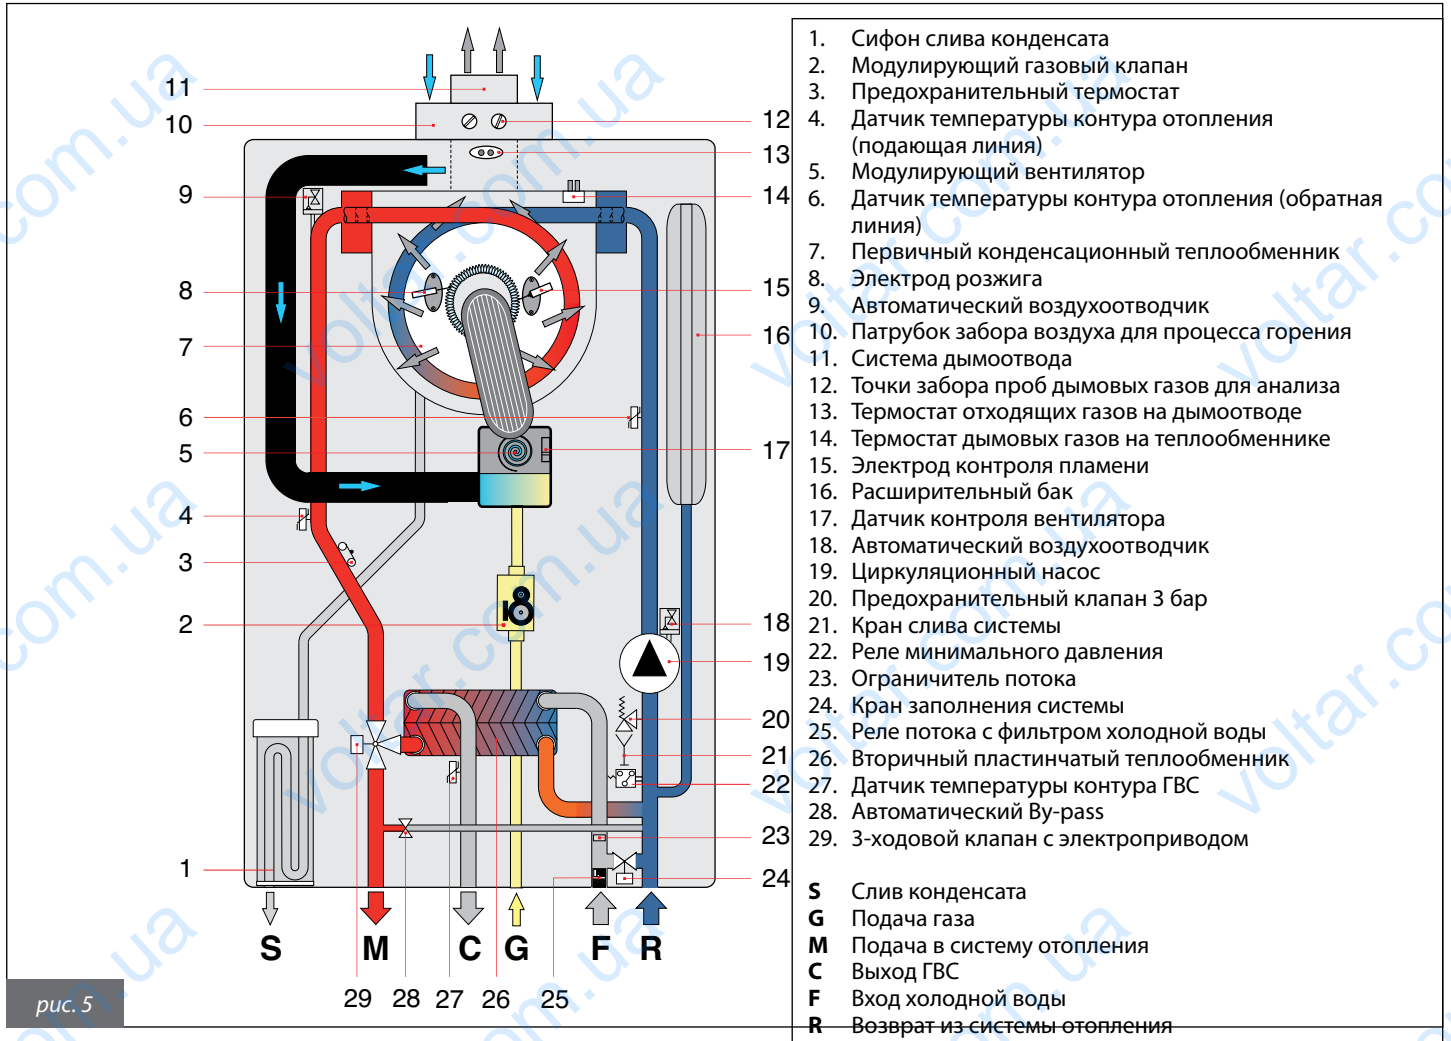 11
10
9
8
7
6
5
4
3
2
1
12
13
14
15
16
17
18
19
20
21
22
23
24
S
M
C
G
F
R
29
28
27
26
25
рис. 5
1. Сифон слива конденсата
2. Модулирующий газовый клапан
3. Предохранительный термостат
4. Датчик температуры контура отопления
(подающая линия)
5. Модулирующий вентилятор
6. Датчик температуры контура отопления (обратная
линия)
7. Первичный конденсационный теплообменник
8. Электрод розжига
9. Автоматический воздухоотводчик
10. Патрубок забора воздуха для процесса горения
11. Система дымоотвода
12. Точки забора проб дымовых газов для анализа
13. Термостат отходящих газов на дымоотводе
14. Термостат дымовых газов на теплообменнике
15. Электрод контроля пламени
16. Расширительный бак
17. Датчик контроля вентилятора
18. Автоматический воздухоотводчик
19. Циркуляционный насос
20. Предохранительный клапан 3 бар
21. Кран слива системы
22. Реле минимального давления
23. Ограничитель потока
24. Кран заполнения системы
25. Реле потока с фильтром холодной воды
26. Вторичный пластинчатый теплообменник
27. Датчик температуры контура ГВС
28. Автоматический By-pass
29. 3-ходовой клапан с электроприводом
S Слив конденсата
G Подача газа
M Подача в систему отопления
C Выход ГВС
F Вход холодной воды
R Возврат из системы отопления
voltar.com.ua